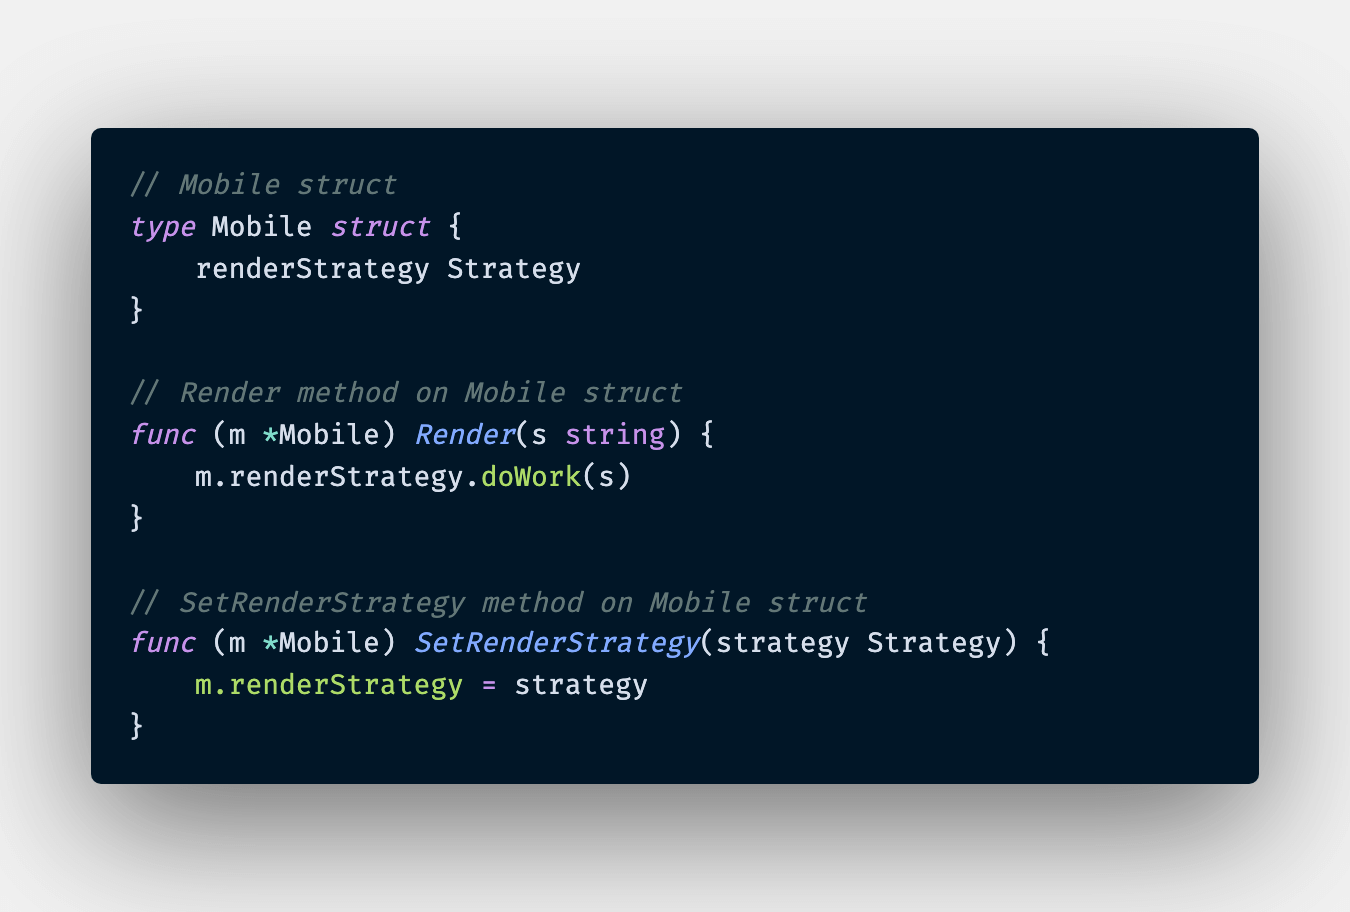 // Mobile struct
type Mobile struct {
    renderStrategy Strategy
}

// Render method on Mobile struct
func (m *Mobile) Render(s string) {
    m.renderStrategy.doWork(s)
}

// SetRenderStrategy method on Mobile struct
func (m *Mobile) SetRenderStrategy(strategy Strategy) {
    m.renderStrategy = strategy
}